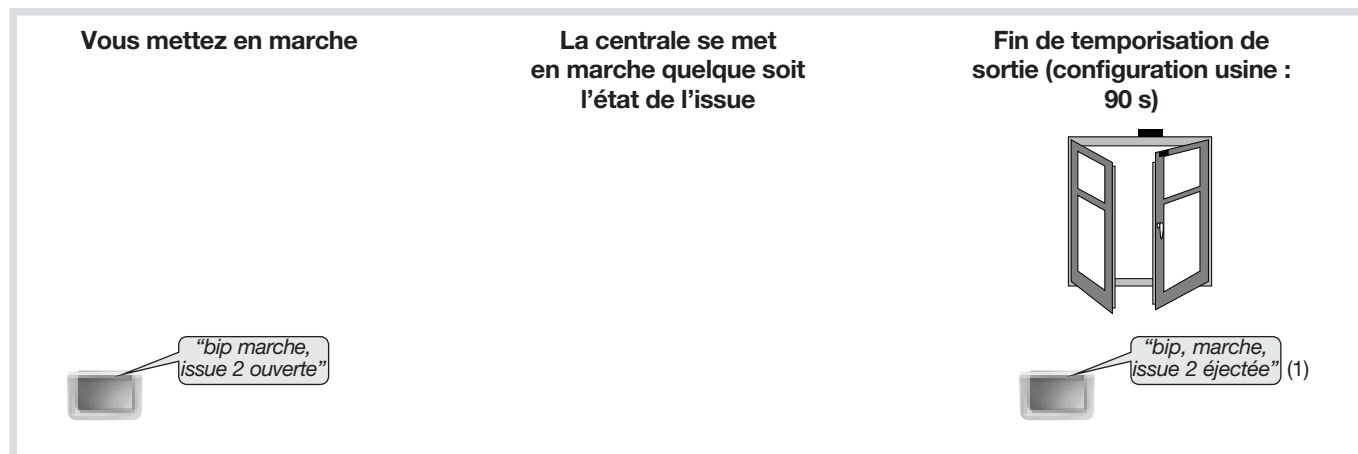 Vous mettez en marche
La centrale se met
en marche quelque soit
l’état de l’issue
Fin de temporisation de
sortie (configuration usine :
90 s)
“bip marche,
issue 2 ouverte”
“bip, marche,
issue 2 éjectée” (1)